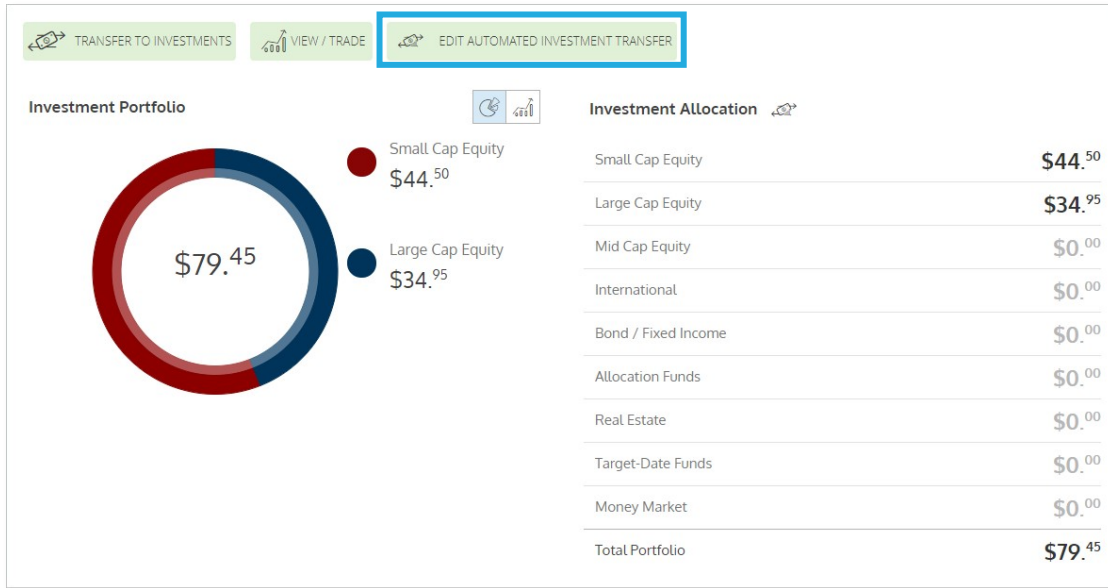 TRANSFER TO INVESTMENTS
VIEW / TRADE
EDIT AUTOMATED INVESTMENT TRANSFER
Investment Portfolio
Small Cap Equity
$44.50
Large Cap Equity
$34.95
$79.45
Investment Allocation
Small Cap Equity $44.50
Large Cap Equity $34.95
Mid Cap Equity $0.00
International $0.00
Bond / Fixed Income $0.00
Allocation Funds $0.00
Real Estate $0.00
Target-Date Funds $0.00
Money Market $0.00
Total Portfolio $79.45